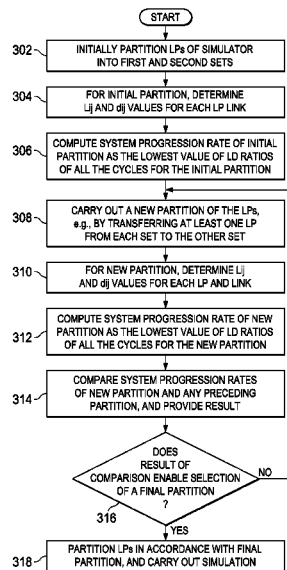 START
302
INITIALLY PARTITION LPs OF SIMULATOR
INTO FIRST AND SECOND SETS
304
FOR INITIAL PARTITION, DETERMINE
Lij and dij VALUES FOR EACH LP LINK
306
COMPUTE SYSTEM PROGRESSION RATE OF INITIAL
PARTITION AS THE LOWEST VALUE OF LD RATIOS
OF ALL THE CYCLES FOR THE INITIAL PARTITION
308
CARRY OUT A NEW PARTITION OF THE LPs,
e.g., BY TRANSFERRING AT LEAST ONE LP
FROM EACH SET TO THE OTHER SET
310
FOR NEW PARTITION, DETERMINE Lij
AND dij VALUES FOR EACH LP AND LINK
312
COMPUTE SYSTEM PROGRESSION RATE OF NEW
PARTITION AS THE LOWEST VALUE OF LD RATIOS
OF ALL THE CYCLES FOR THE NEW PARTITION
314
COMPARE SYSTEM PROGRESSION RATES
OF NEW PARTITION AND ANY PRECEDING
PARTITION, AND PROVIDE RESULT
DOES
RESULT OF
COMPARISON ENABLE SELECTION
OF A FINAL PARTITION
?
NO
316
YES
318
PARTITION LPs IN ACCORDANCE WITH FINAL
PARTITION, AND CARRY OUT SIMULATION